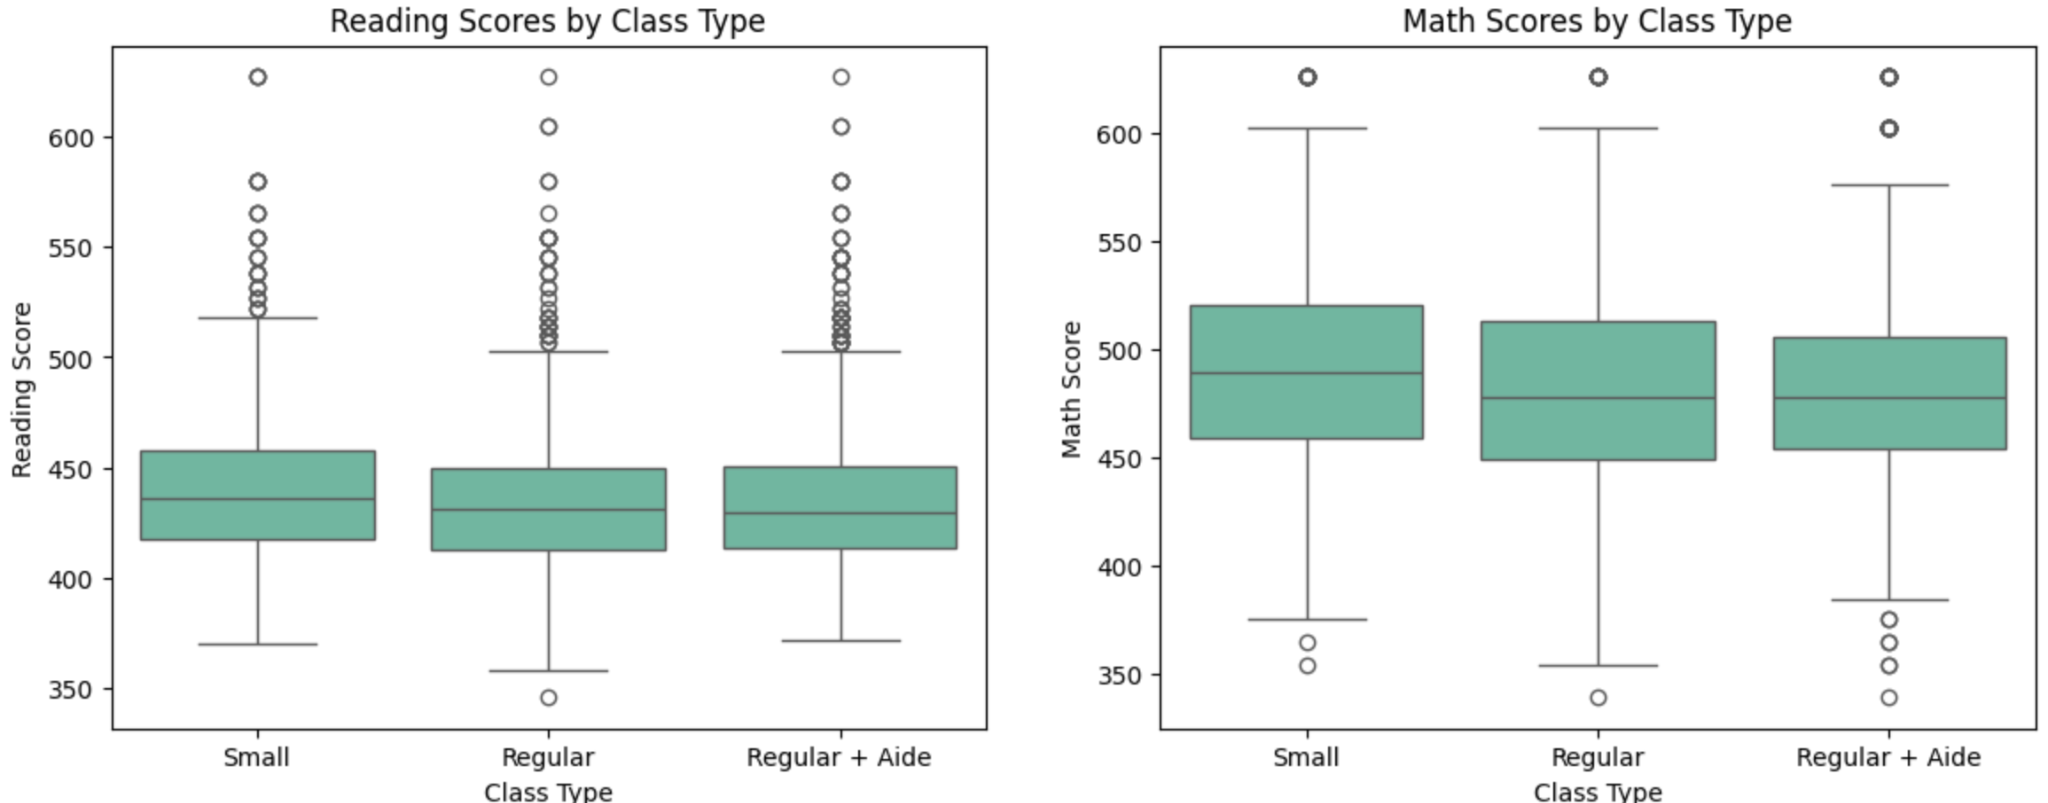 Reading Scores by Class Type
Reading Score
600
550
500
450
400
350
Small
Regular
Regular + Aide
Class Type
Math Scores by Class Type
Math Score
600
550
500
450
400
350
Small
Regular
Regular + Aide
Class Type